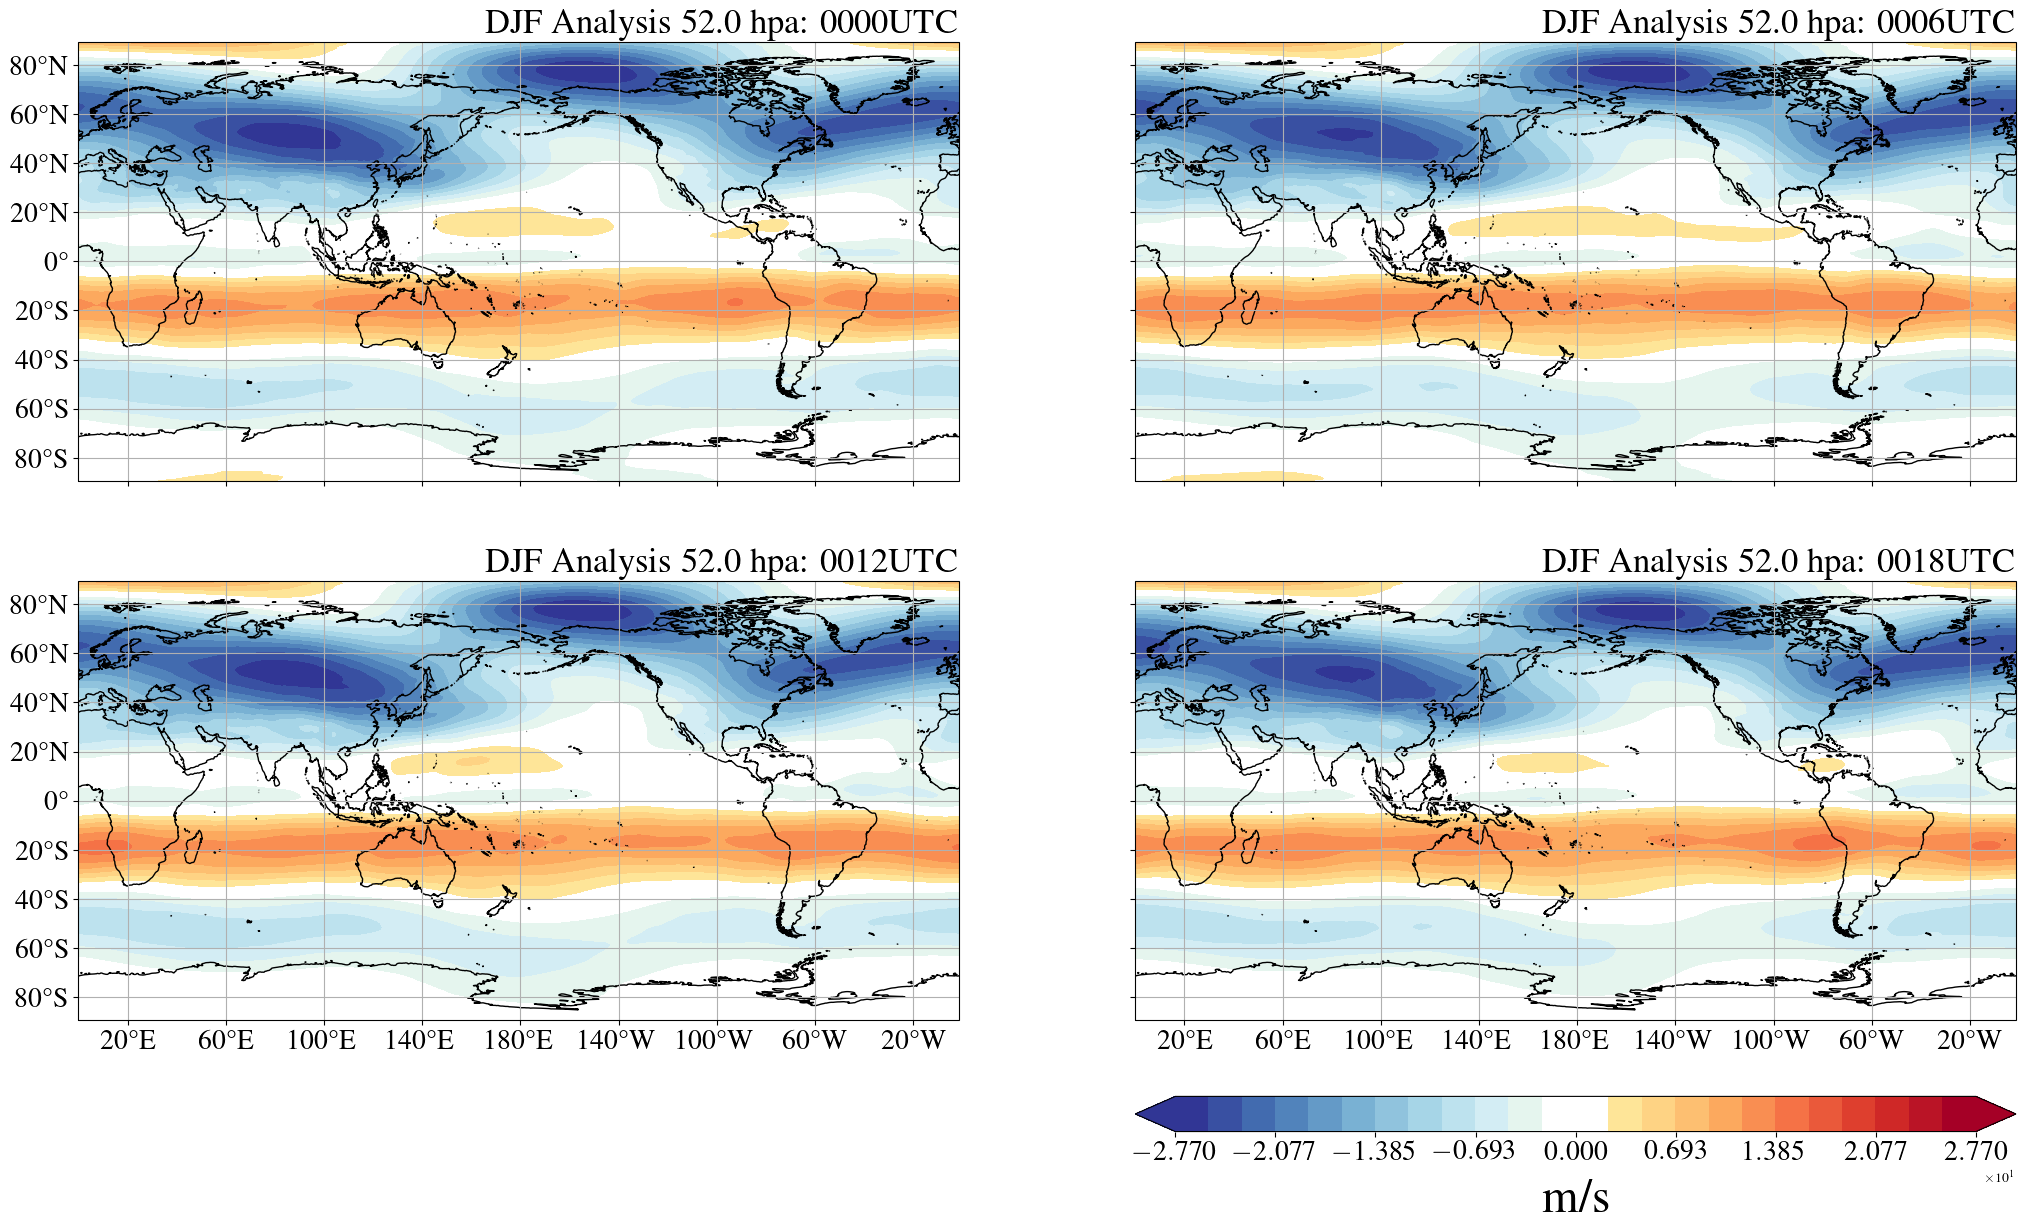 DJF Analysis 52.0 hpa: 0000UTC
DJF Analysis 52.0 hpa: 0006UTC
80°N
60°N
40°N
20°N
0°
20°S
40°S
60°S
80°S
DJF Analysis 52.0 hpa: 0012UTC
DJF Analysis 52.0 hpa: 0018UTC
80°N
60°N
40°N
20°N
0°
20°S
40°S
60°S
80°S
20°E 60°E 100°E 140°E 180°E 140°W 100°W 60°W 20°W
20°E 60°E 100°E 140°E 180°E 140°W 100°W 60°W 20°W
−2.770 −2.077 −1.385 −0.693 0.000 0.693 1.385 2.077 2.770
×10¹
m/s